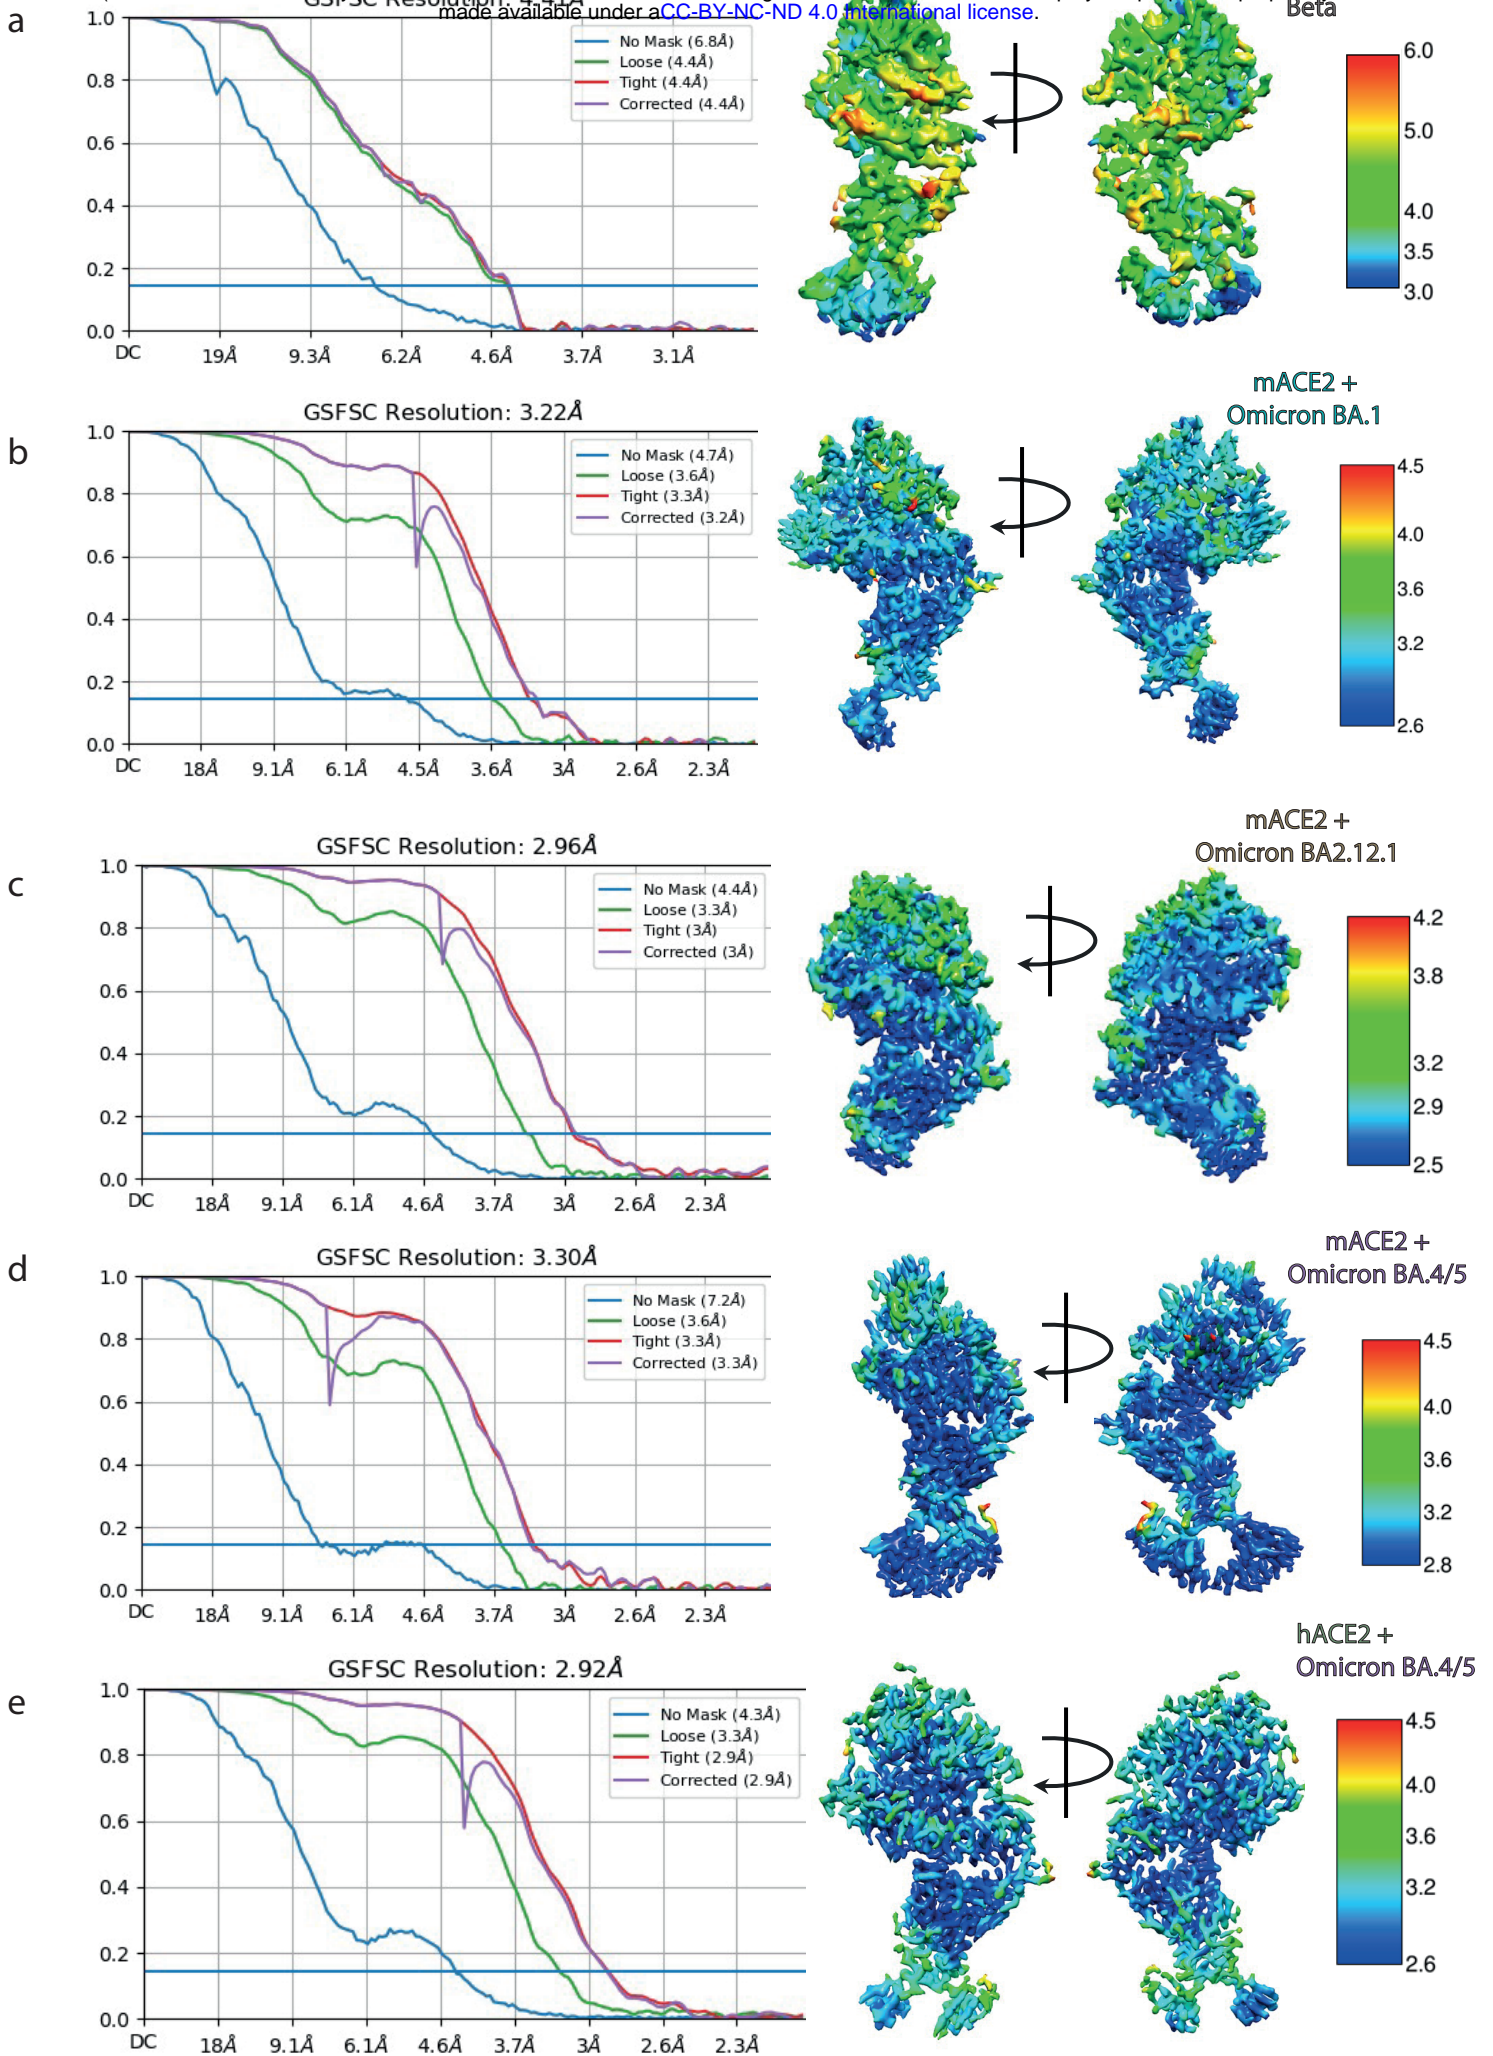 made available under aCC-BY-NC-ND 4.0 International license.
a
GSFSC Resolution: 4.41Å
No Mask (6.8Å)
Loose (4.4Å)
Tight (4.4Å)
Corrected (4.4Å)
1.0
0.8
0.6
0.4
0.2
0.0
DC 19Å 9.3Å 6.2Å 4.6Å 3.7Å 3.1Å
Beta
6.0
5.0
4.0
3.5
3.0
b
GSFSC Resolution: 3.22Å
No Mask (4.7Å)
Loose (3.6Å)
Tight (3.3Å)
Corrected (3.2Å)
1.0
0.8
0.6
0.4
0.2
0.0
DC 18Å 9.1Å 6.1Å 4.5Å 3.6Å 3Å 2.6Å 2.3Å
mACE2 +
Omicron BA.1
4.5
4.0
3.6
3.2
2.6
c
GSFSC Resolution: 2.96Å
No Mask (4.4Å)
Loose (3.3Å)
Tight (3Å)
Corrected (3Å)
1.0
0.8
0.6
0.4
0.2
0.0
DC 18Å 9.1Å 6.1Å 4.6Å 3.7Å 3Å 2.6Å 2.3Å
mACE2 +
Omicron BA2.12.1
4.2
3.8
3.2
2.9
2.5
d
GSFSC Resolution: 3.30Å
No Mask (7.2Å)
Loose (3.6Å)
Tight (3.3Å)
Corrected (3.3Å)
1.0
0.8
0.6
0.4
0.2
0.0
DC 18Å 9.1Å 6.1Å 4.6Å 3.7Å 3Å 2.6Å 2.3Å
mACE2 +
Omicron BA.4/5
4.5
4.0
3.6
3.2
2.8
e
GSFSC Resolution: 2.92Å
No Mask (4.3Å)
Loose (3.3Å)
Tight (2.9Å)
Corrected (2.9Å)
1.0
0.8
0.6
0.4
0.2
0.0
DC 18Å 9.1Å 6.1Å 4.6Å 3.7Å 3Å 2.6Å 2.3Å
hACE2 +
Omicron BA.4/5
4.5
4.0
3.6
3.2
2.6